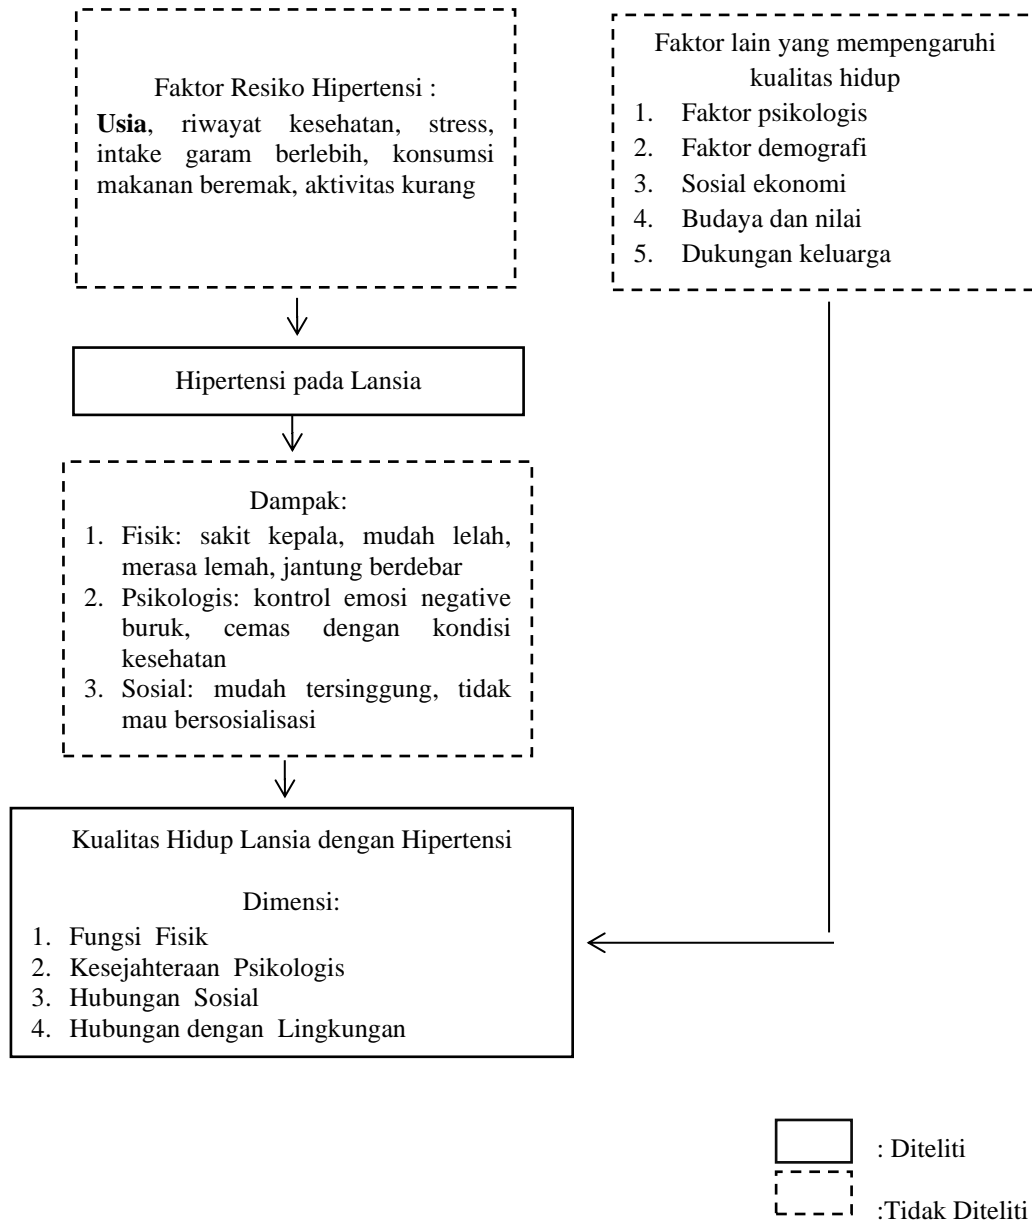 Faktor Resiko Hipertensi :
Usia, riwayat kesehatan, stress,
intake garam berlebih, konsumsi
makanan beremak, aktivitas kurang
Faktor lain yang mempengaruhi
kualitas hidup
1. Faktor psikologis
2. Faktor demografi
3. Sosial ekonomi
4. Budaya dan nilai
5. Dukungan keluarga
Hipertensi pada Lansia
Dampak:
1. Fisik: sakit kepala, mudah lelah,
merasa lemah, jantung berdebar
2. Psikologis: kontrol emosi negative
buruk, cemas dengan kondisi
kesehatan
3. Sosial: mudah tersinggung, tidak
mau bersosialisasi
Kualitas Hidup Lansia dengan Hipertensi
Dimensi:
1. Fungsi Fisik
2. Kesejahteraan Psikologis
3. Hubungan Sosial
4. Hubungan dengan Lingkungan
: Diteliti
:Tidak Diteliti